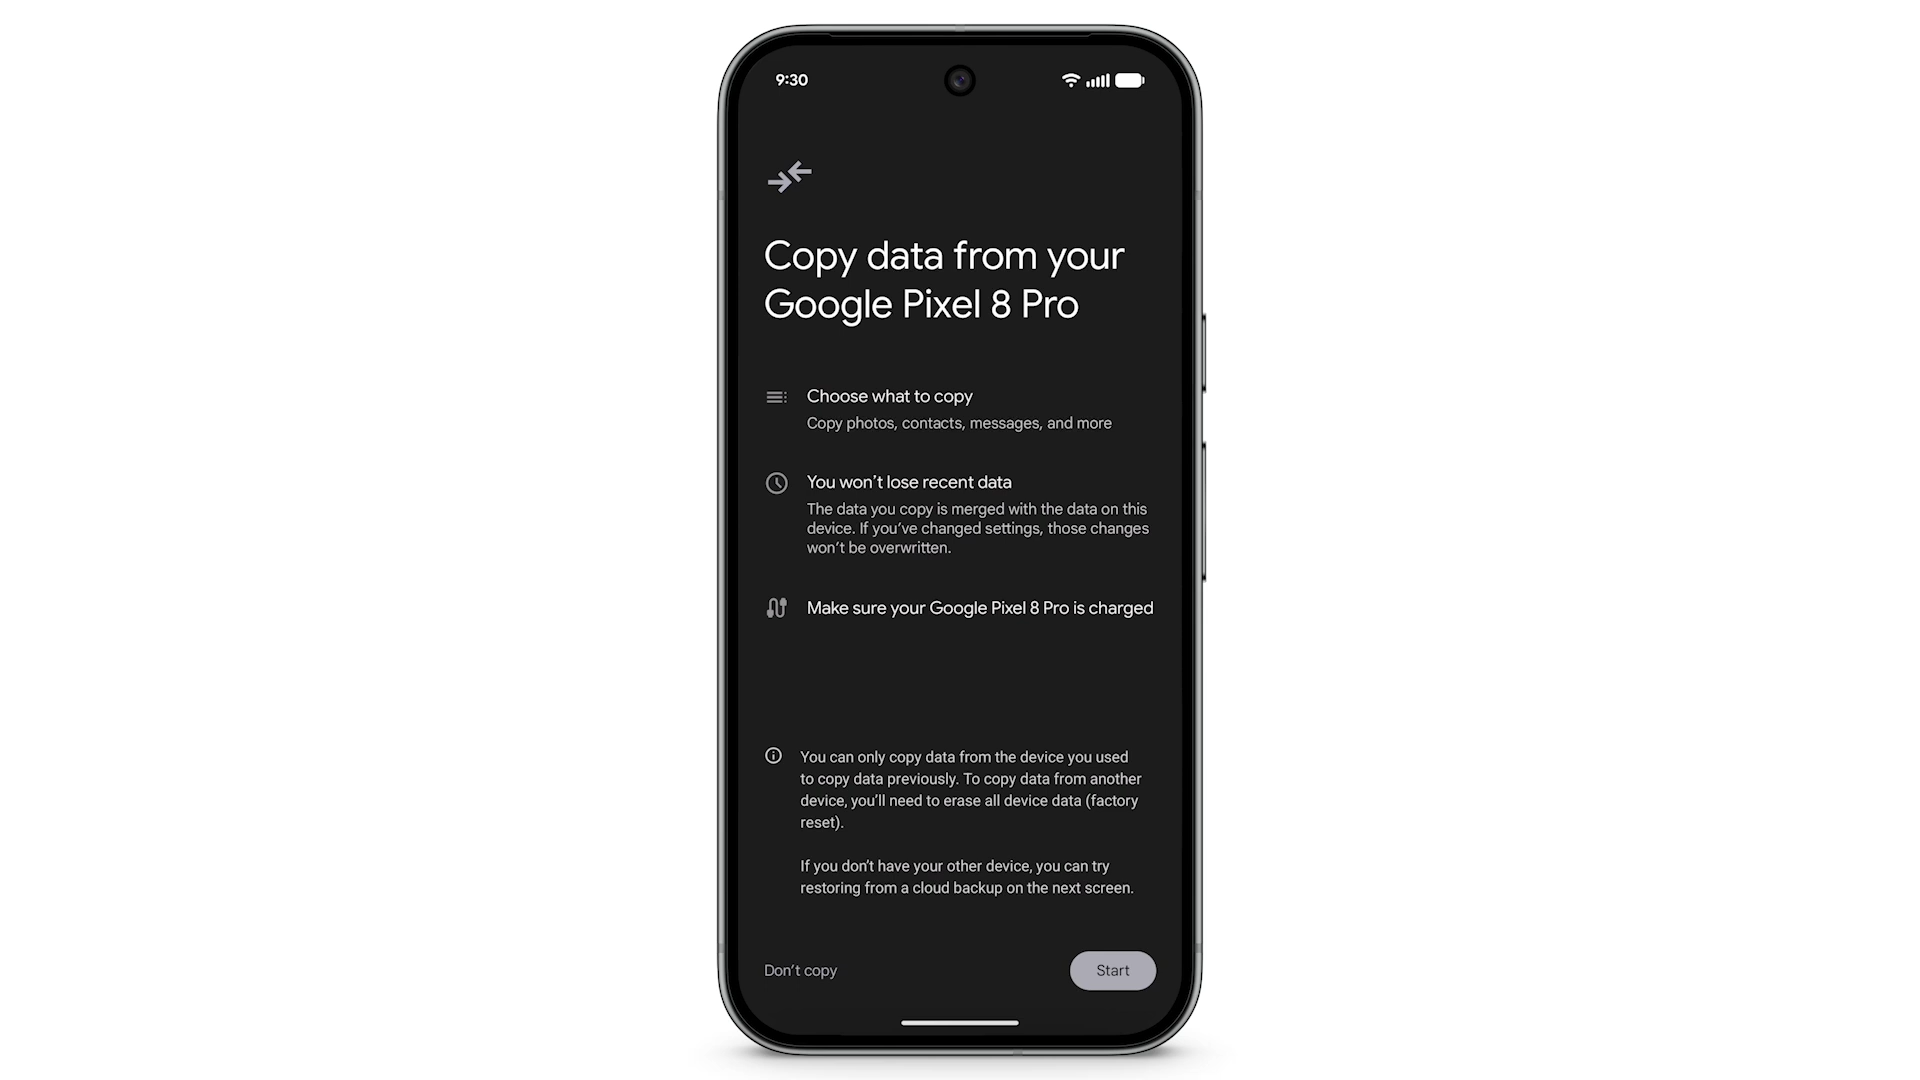 9:30
Copy data from your
Google Pixel 8 Pro
Choose what to copy
Copy photos, contacts, messages, and more
You won’t lose recent data
The data you copy is merged with the data on this
device. If you’ve changed settings, those changes
won’t be overwritten.
Make sure your Google Pixel 8 Pro is charged
You can only copy data from the device you used
to copy data previously. To copy data from another
device, you’ll need to erase all device data (factory
reset).
If you don’t have your other device, you can try
restoring from a cloud backup on the next screen.
Don’t copy
Start